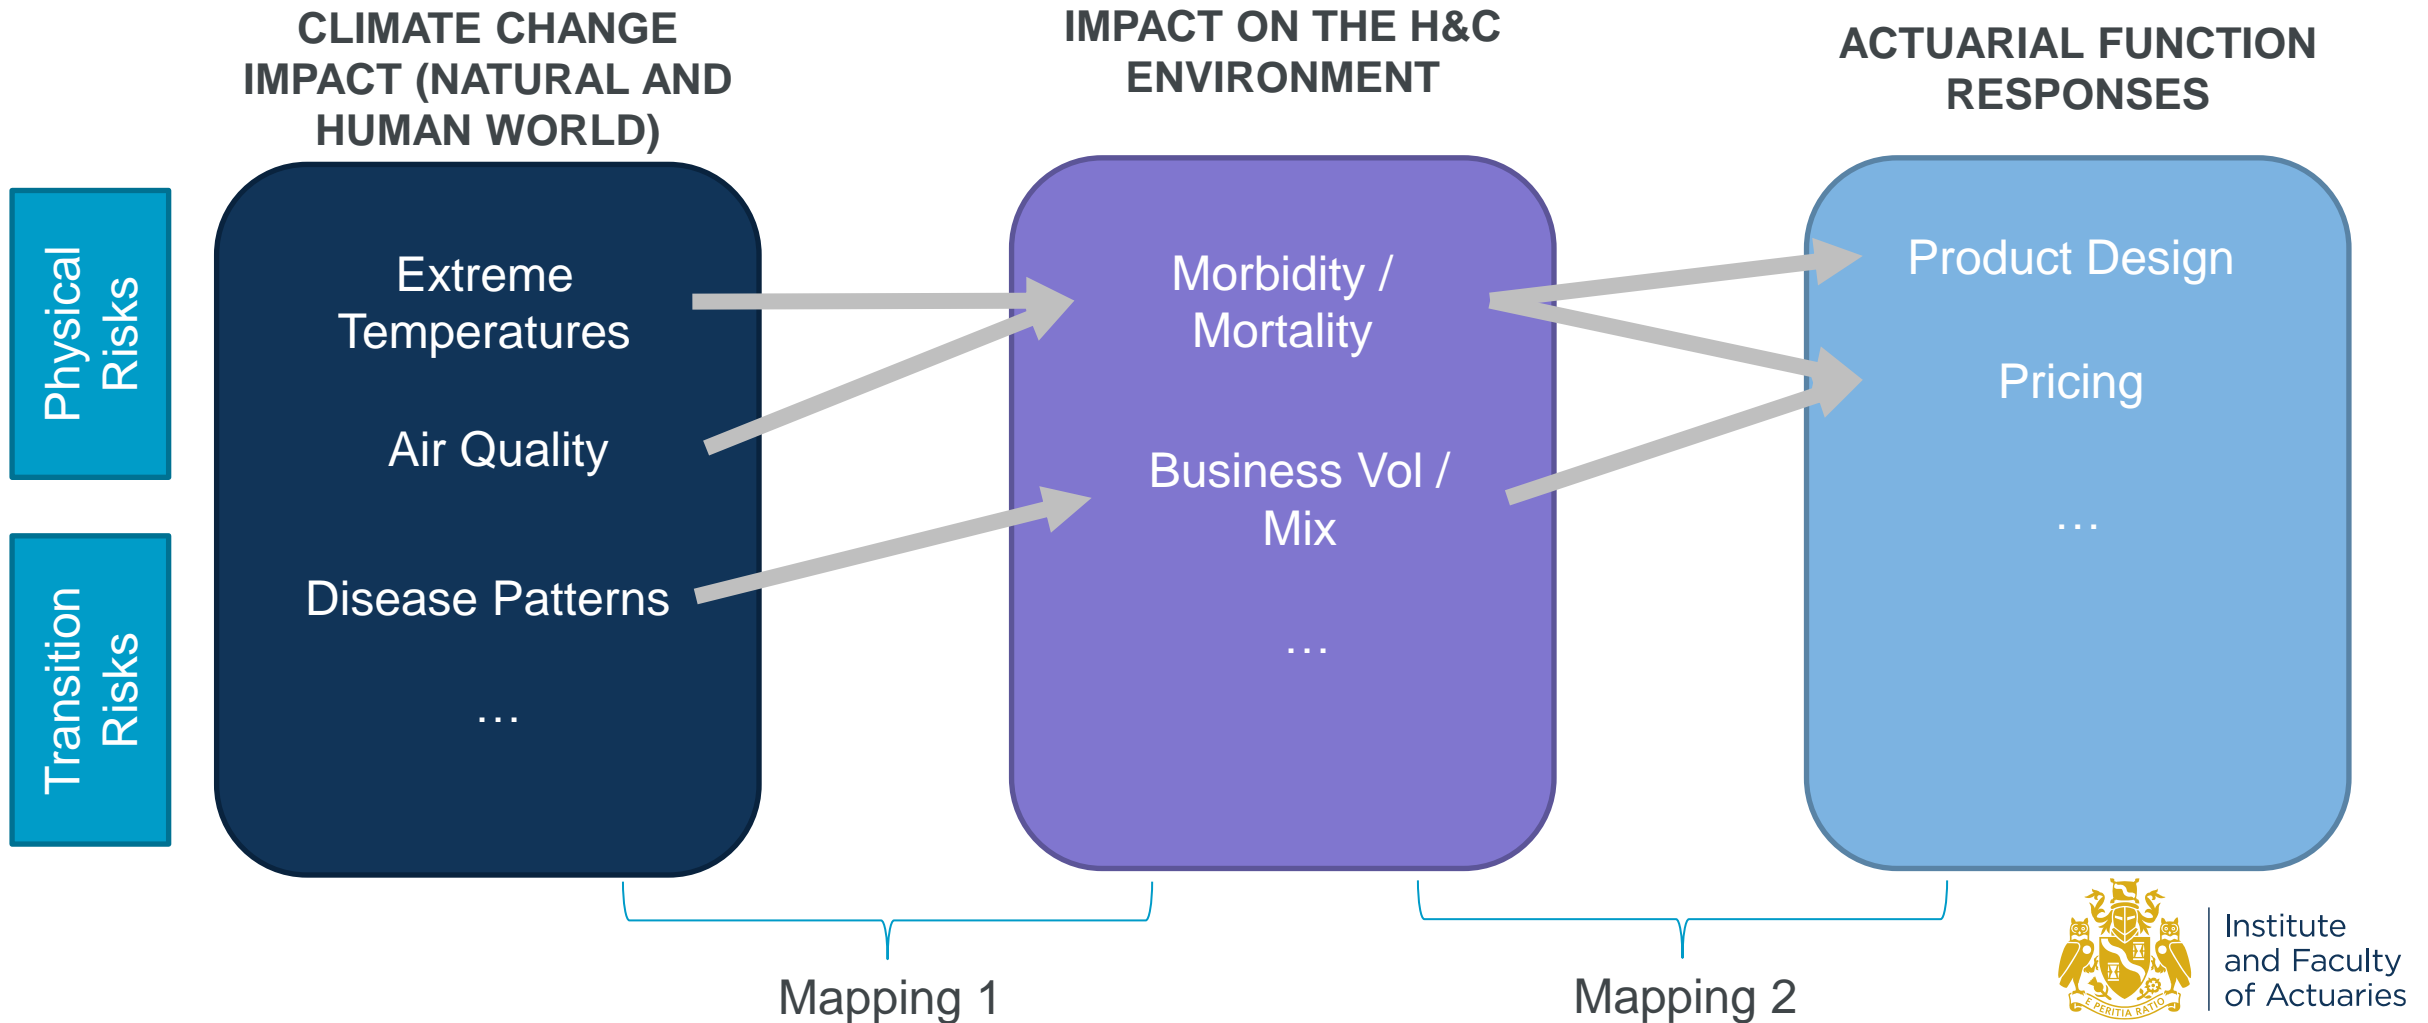 CLIMATE CHANGE
IMPACT (NATURAL AND
HUMAN WORLD)
IMPACT ON THE H&C
ENVIRONMENT
ACTUARIAL FUNCTION
RESPONSES
Physical
Risks
Transition
Risks
Extreme
Temperatures
Air Quality
Disease Patterns
…
Morbidity /
Mortality
Business Vol /
Mix
…
Product Design
Pricing
…
Mapping 1
Mapping 2
E PERITIA RATIO
Institute
and Faculty
of Actuaries